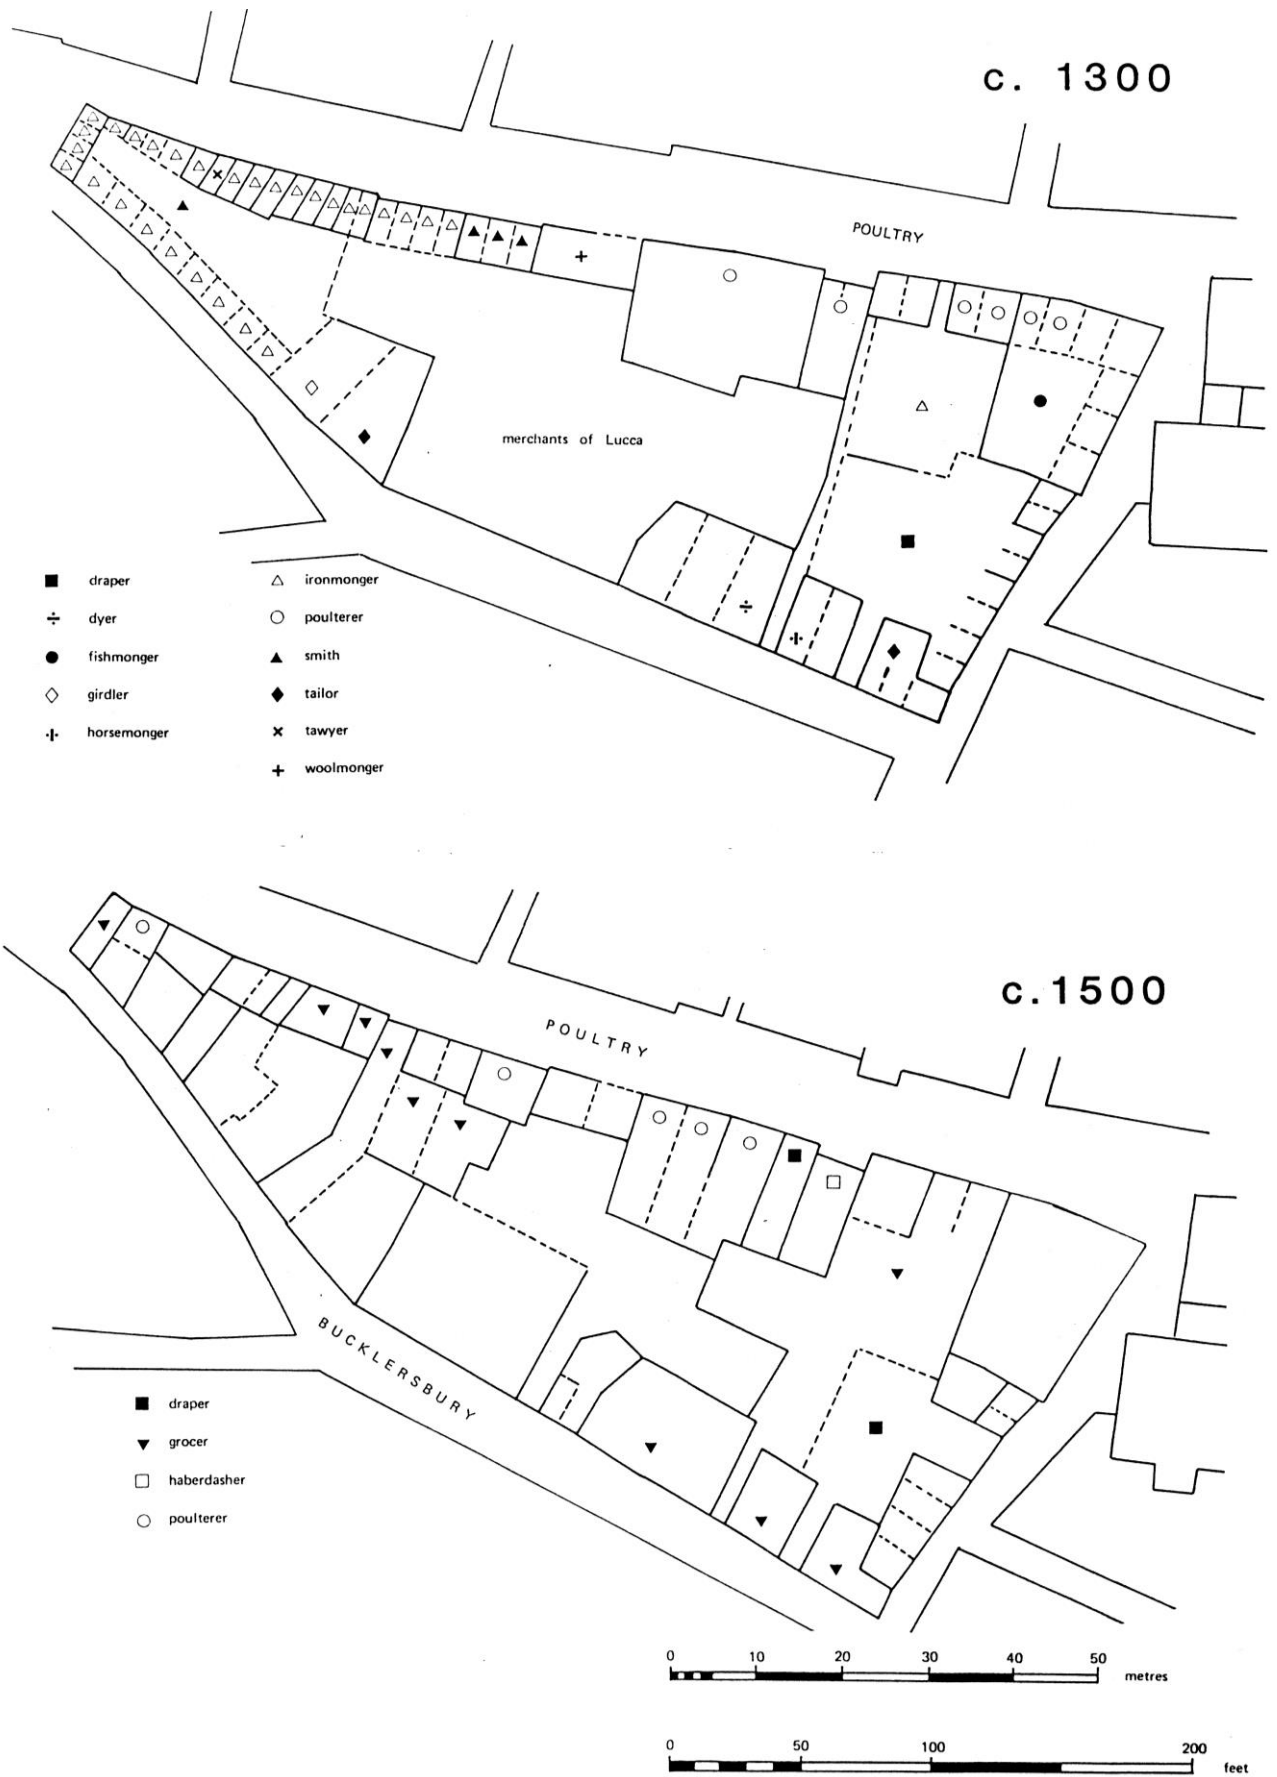 c. 1300
POULTRY
merchants of Lucca
draper
dyer
fishmonger
girdler
horsemonger
ironmonger
poulterer
smith
tailor
tawyer
woolmonger
c.1500
POULTRY
BUCKLERSBURY
draper
grocer
haberdasher
poulterer
0 10 20 30 40 50
metres
0 50 100 200
feet